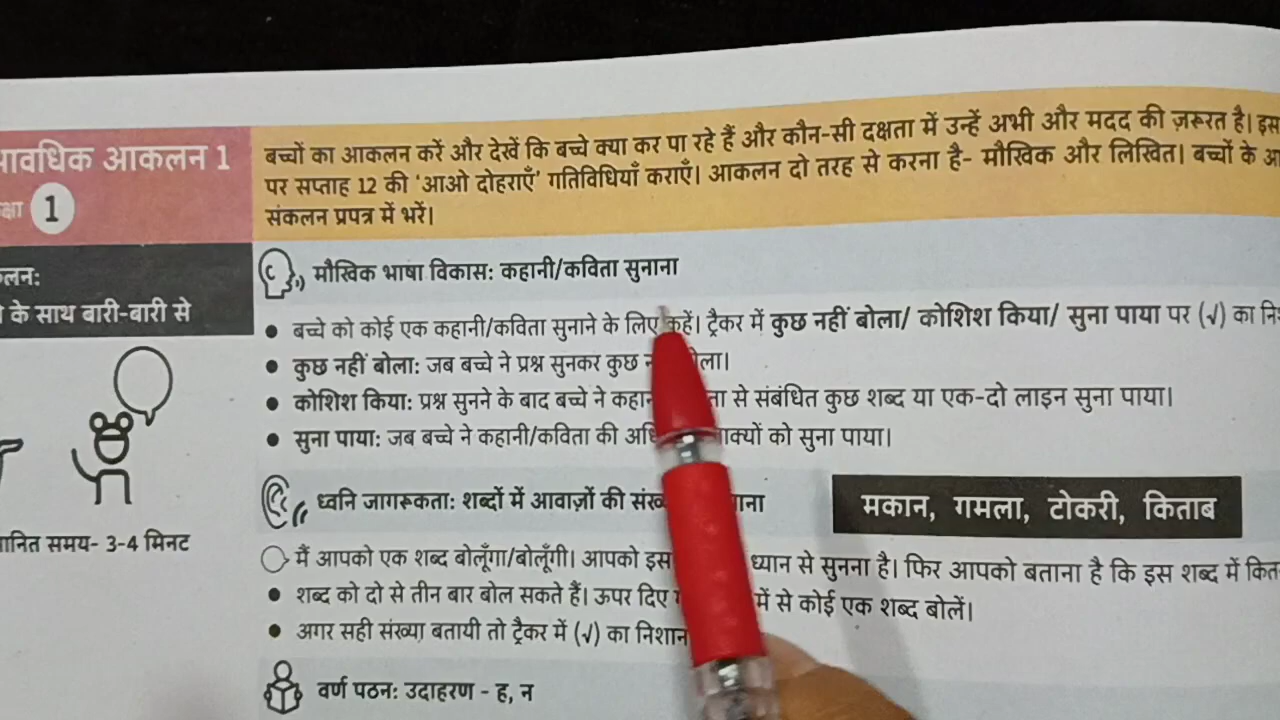 आकलन 1
1
बच्चों का आकलन करें और देखें कि बच्चे क्या कर पा रहे हैं और कौन-सी दक्षता में उन्हें अभी और मदद की ज़रूरत है। इस
पर सप्ताह 12 की 'आओ दोहराएँ' गतिविधियाँ कराएँ। आकलन दो तरह से करना है- मौखिक और लिखित। बच्चों के
संकलन प्रपत्र में भरें।
के साथ बारी-बारी से
समय- 3-4 मिनट
मौखिक भाषा विकास: कहानी/कविता सुनाना
• बच्चे को कोई एक कहानी/कविता सुनाने के लिए कहें। ट्रैकर में कुछ नहीं बोला/ कोशिश किया/ सुना पाया पर (√) का
• कुछ नहीं बोला: जब बच्चे ने प्रश्न सुनकर कुछ
• कोशिश किया: प्रश्न सुनने के बाद बच्चे ने से संबंधित कुछ शब्द या एक-दो लाइन सुना पाया।
• सुना पाया: जब बच्चे ने कहानी/कविता की को सुना पाया।
ध्वनि जागरूकता: शब्दों में आवाज़ों की
मकान, गमला, टोकरी, किताब
मैं आपको एक शब्द बोलूँगा/बोलूँगी। आपको इस ध्यान से सुनना है। फिर आपको बताना है कि इस शब्द में
• शब्द को दो से तीन बार बोल सकते हैं। ऊपर दिए में से कोई एक शब्द बोलें।
• अगर सही संख्या बतायी तो ट्रैकर में (√) का निशान
वर्ण पठन: उदाहरण - ह, न